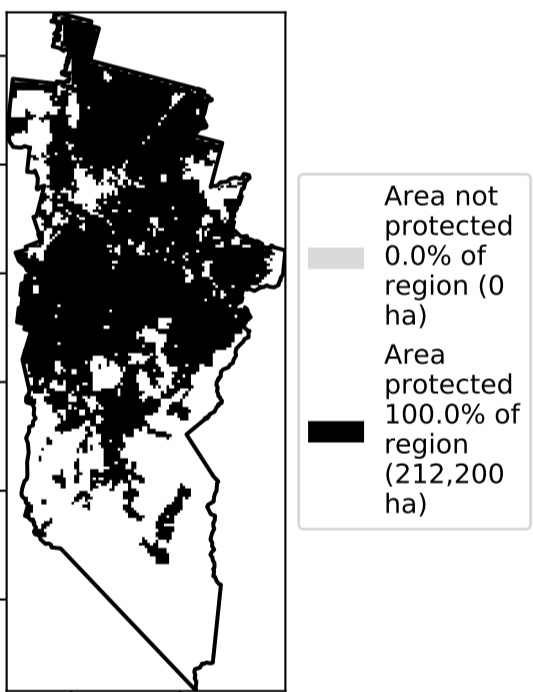 Area not
protected
0.0% of
region (0
ha)
Area
protected
100.0% of
region
(212,200
ha)